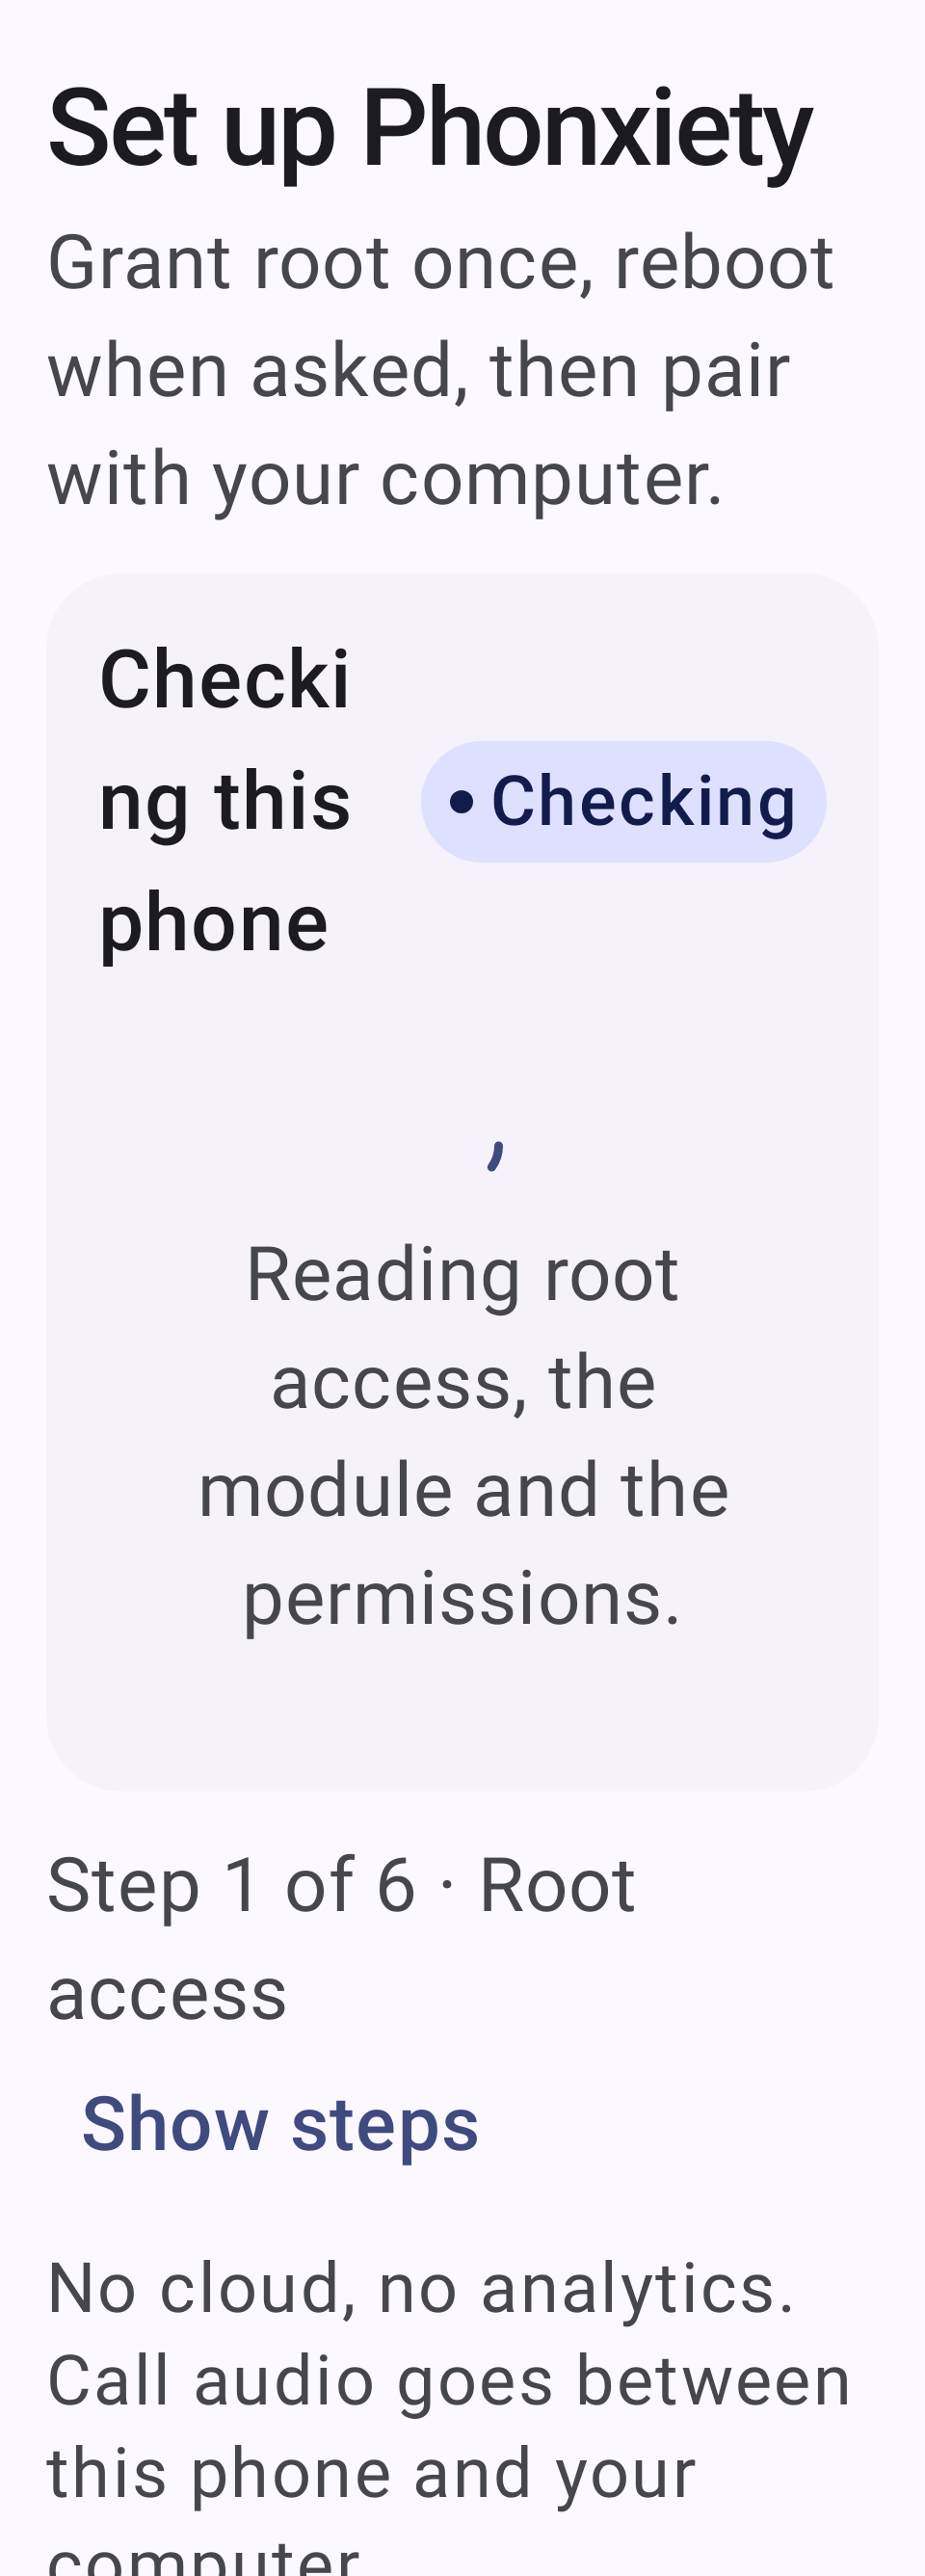 Set up Phonxiety
Grant root once, reboot
when asked, then pair
with your computer.
Checki
ng this
phone
• Checking
Reading root
access, the
module and the
permissions.
Step 1 of 6 · Root
access
Show steps
No cloud, no analytics.
Call audio goes between
this phone and your
computer